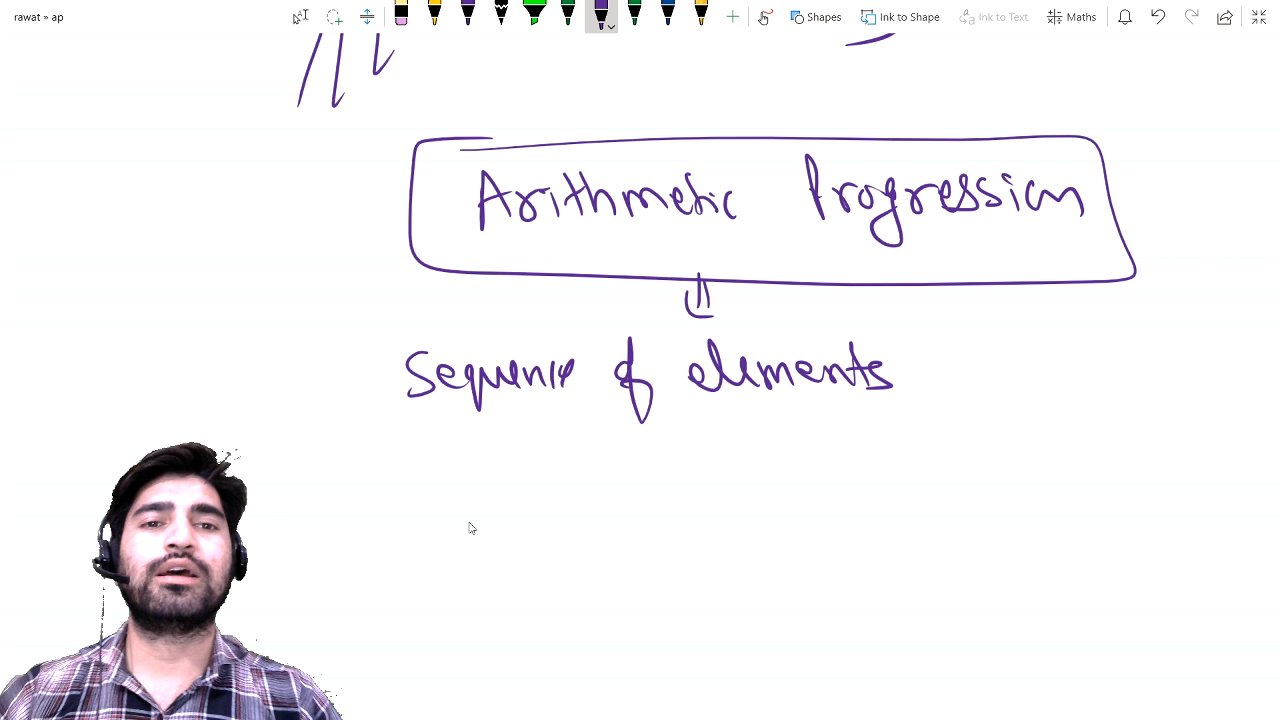 rawat » ap
Shapes
Ink to Shape
Ink to Text
Maths
Arithmetic Progression
Sequence of elements